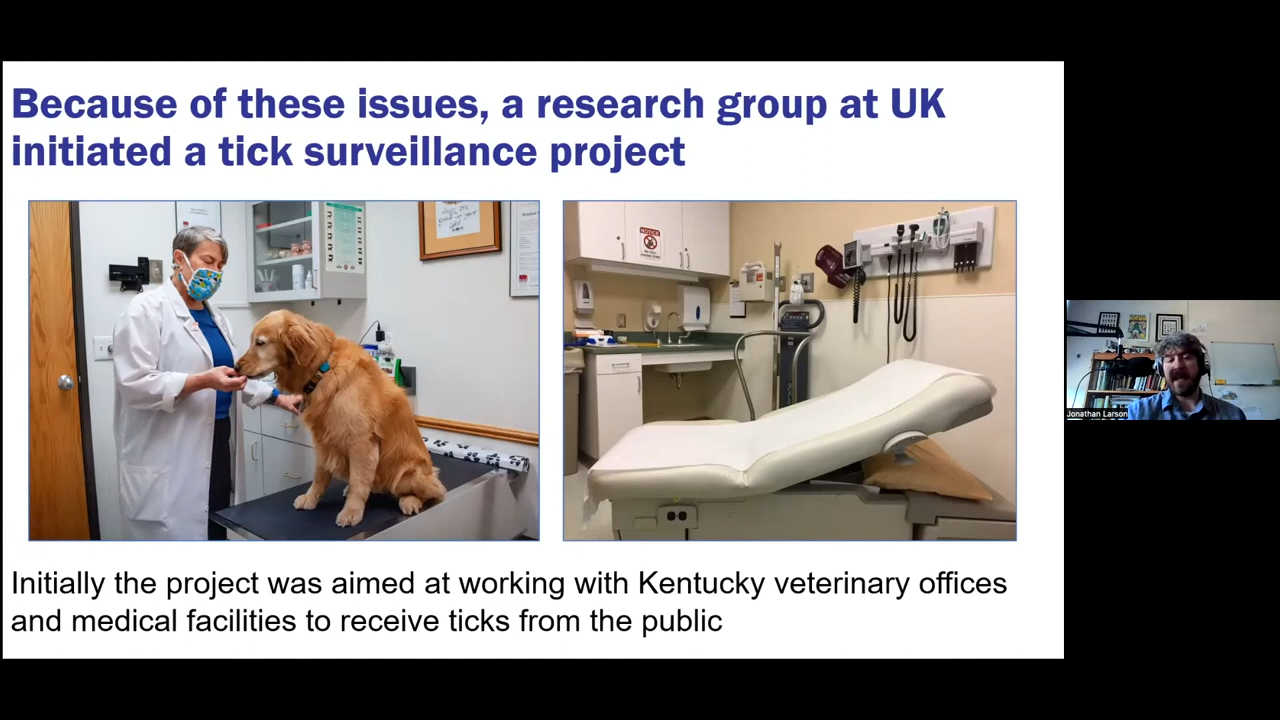 Because of these issues, a research group at UK
initiated a tick surveillance project
NOTICE
Initially the project was aimed at working with Kentucky veterinary offices
and medical facilities to receive ticks from the public
Jonathan Larson